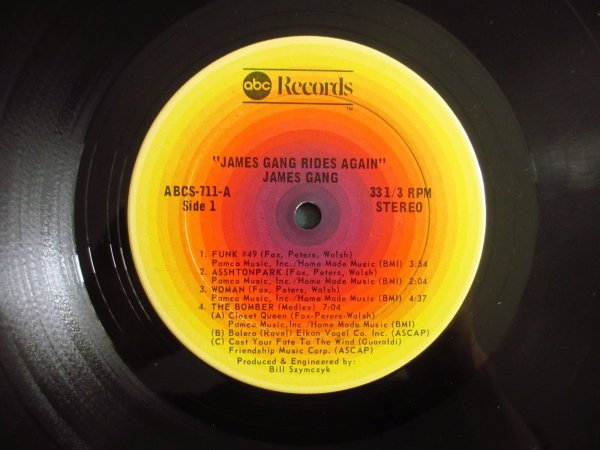 abc Records
TM
"JAMES GANG RIDES AGAIN"
JAMES GANG
ABCS-711-A 33 1/3 RPM
Side 1 STEREO
1. FUNK #49 (Fox, Peters, Walsh)
Pamco Music, Inc./Home Made Music (BMI) 3:54
2. ASSHTONPARK (Fox, Peters, Walsh)
Pamco Music, Inc./Home Made Music (BMI) 2:04
3. WOMAN (Fox, Peters, Walsh)
Pamco Music, Inc./Home Made Music (BMI) 4:37
4. THE BOMBER (Medley) 7:04
(A) Closet Queen (Fox-Perers-Walsh)
Pamco Music, Inc./Home Made Music (BMI)
(B) Bolero (Ravel) Elkan Vogel Co. Inc. (ASCAP)
(C) Cast Your Fate To The Wind (Guaraldi)
Friendship Music Corp. (ASCAP)
Produced & Engineered by:
Bill Szymczyk